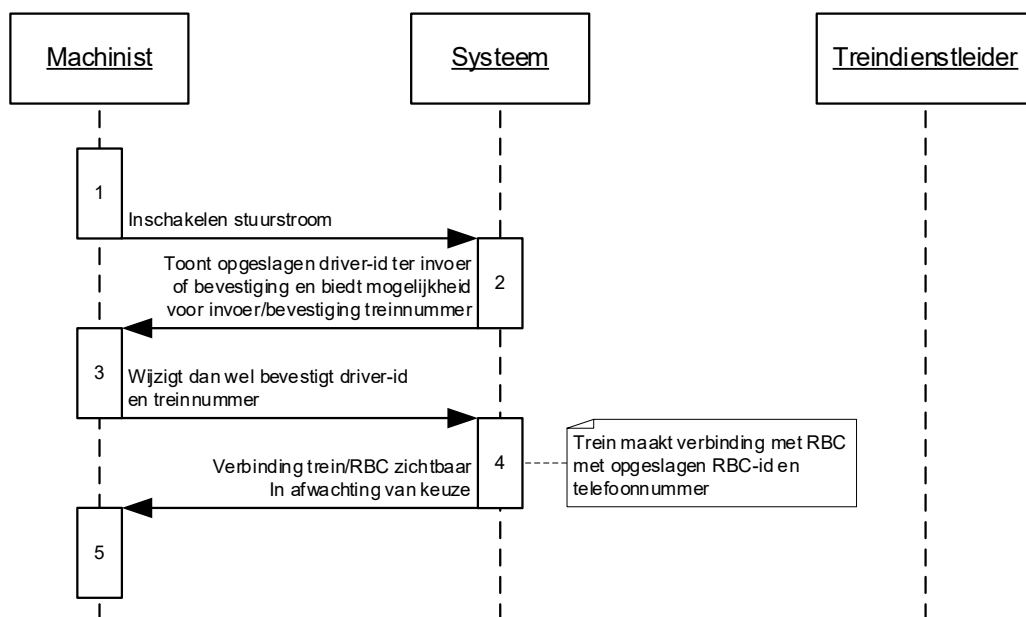 Machinist
Systeem
Treindienstleider
1
Inschakelen stuurstroom
Toont opgeslagen driver-id ter invoer
of bevestiging en biedt mogelijkheid
voor invoer/bevestiging treinnummer
2
3
Wijzigt dan wel bevestigt driver-id
en treinnummer
Verbinding trein/RBC zichtbaar
In afwachting van keuze
4
Trein maakt verbinding met RBC
met opgeslagen RBC-id en
telefoonnummer
5